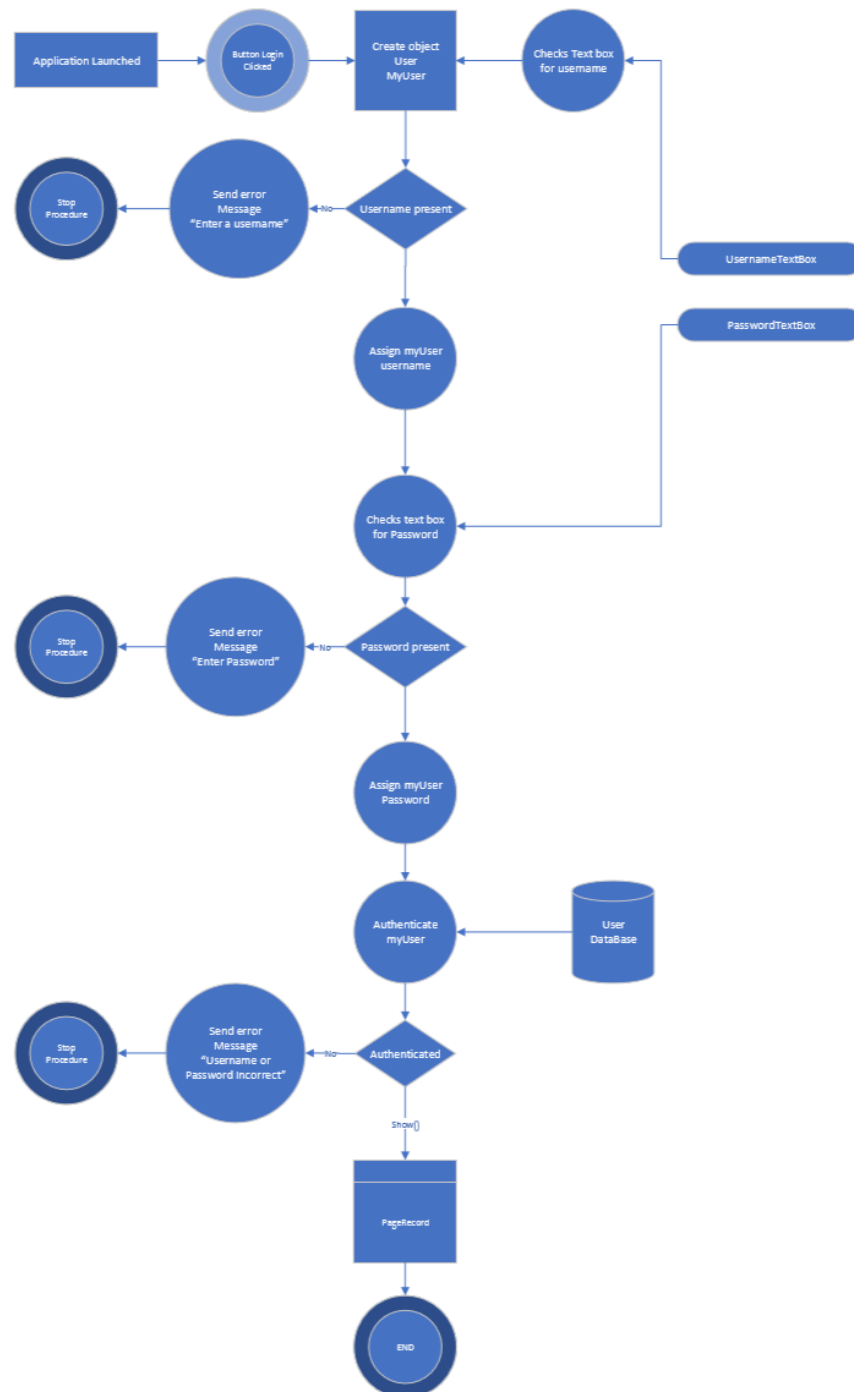 Application Launched
Button Login
Clicked
Create object
User
MyUser
Checks Text box
for username
Stop
Procedure
Send error
Message
“Enter a username”
No
Username present
UsernameTextBox
PasswordTextBox
Assign myUser
username
Checks text box
for Password
Stop
Procedure
Send error
Message
“Enter Password”
No
Password present
Assign myUser
Password
Authenticate
myUser
User
DataBase
Stop
Procedure
Send error
Message
“Username or
Password Incorrect”
No
Authenticated
Show()
PageRecord
END